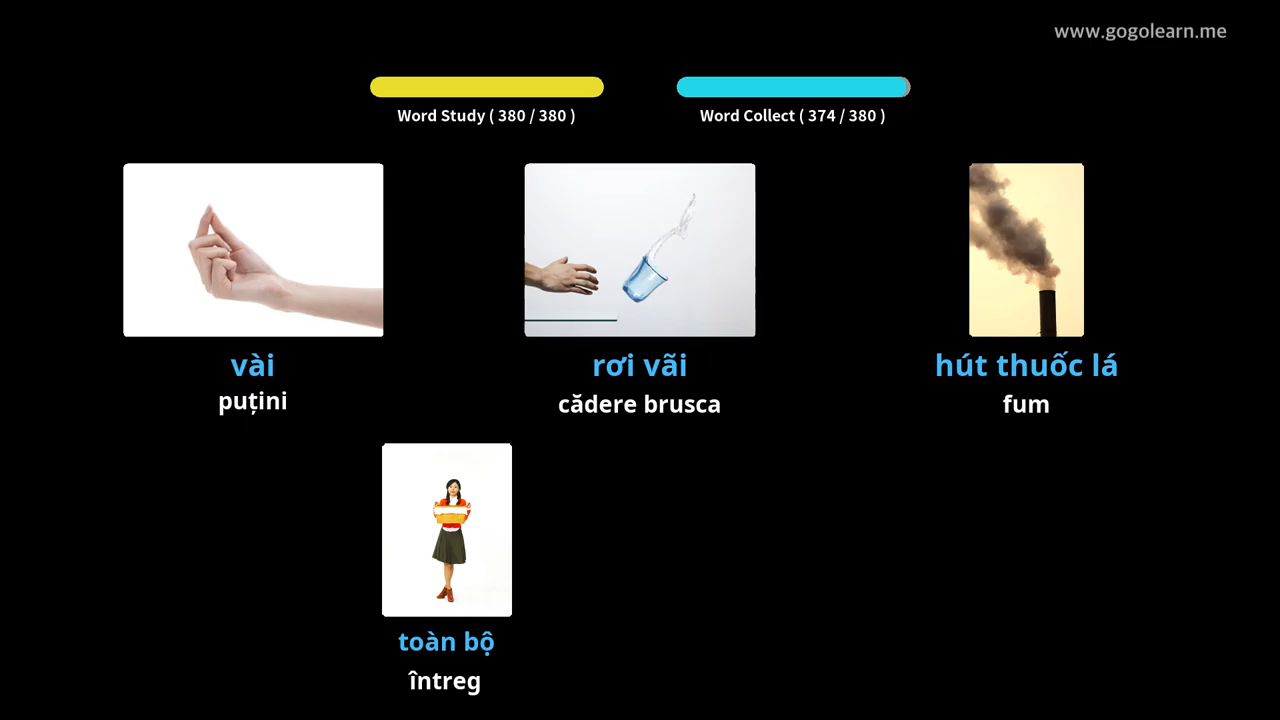 www.gogolearn.me
Word Study ( 380 / 380 )
Word Collect ( 374 / 380 )
vài
puțini
rơi vãi
cădere brusca
hút thuốc lá
fum
toàn bộ
întreg